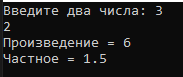 Введите два числа: 3
2
Произведение = 6
Частное = 1.5